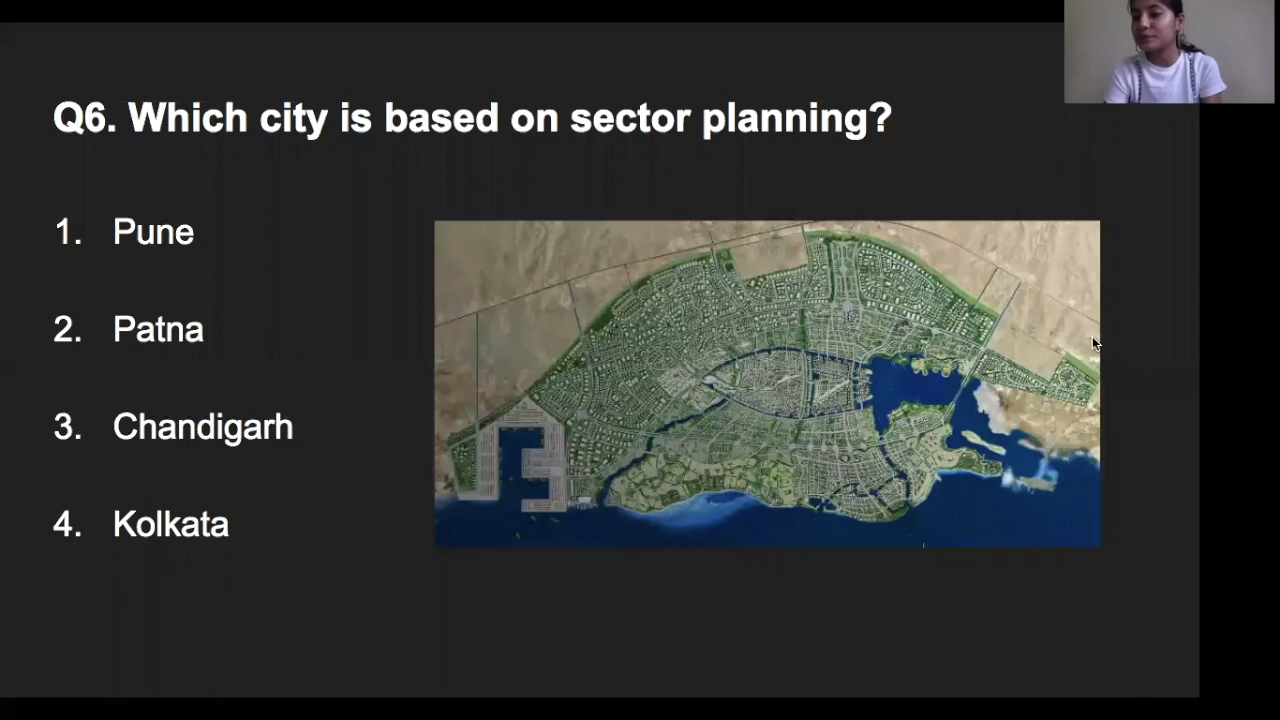 Q6. Which city is based on sector planning?
1. Pune
2. Patna
3. Chandigarh
4. Kolkata